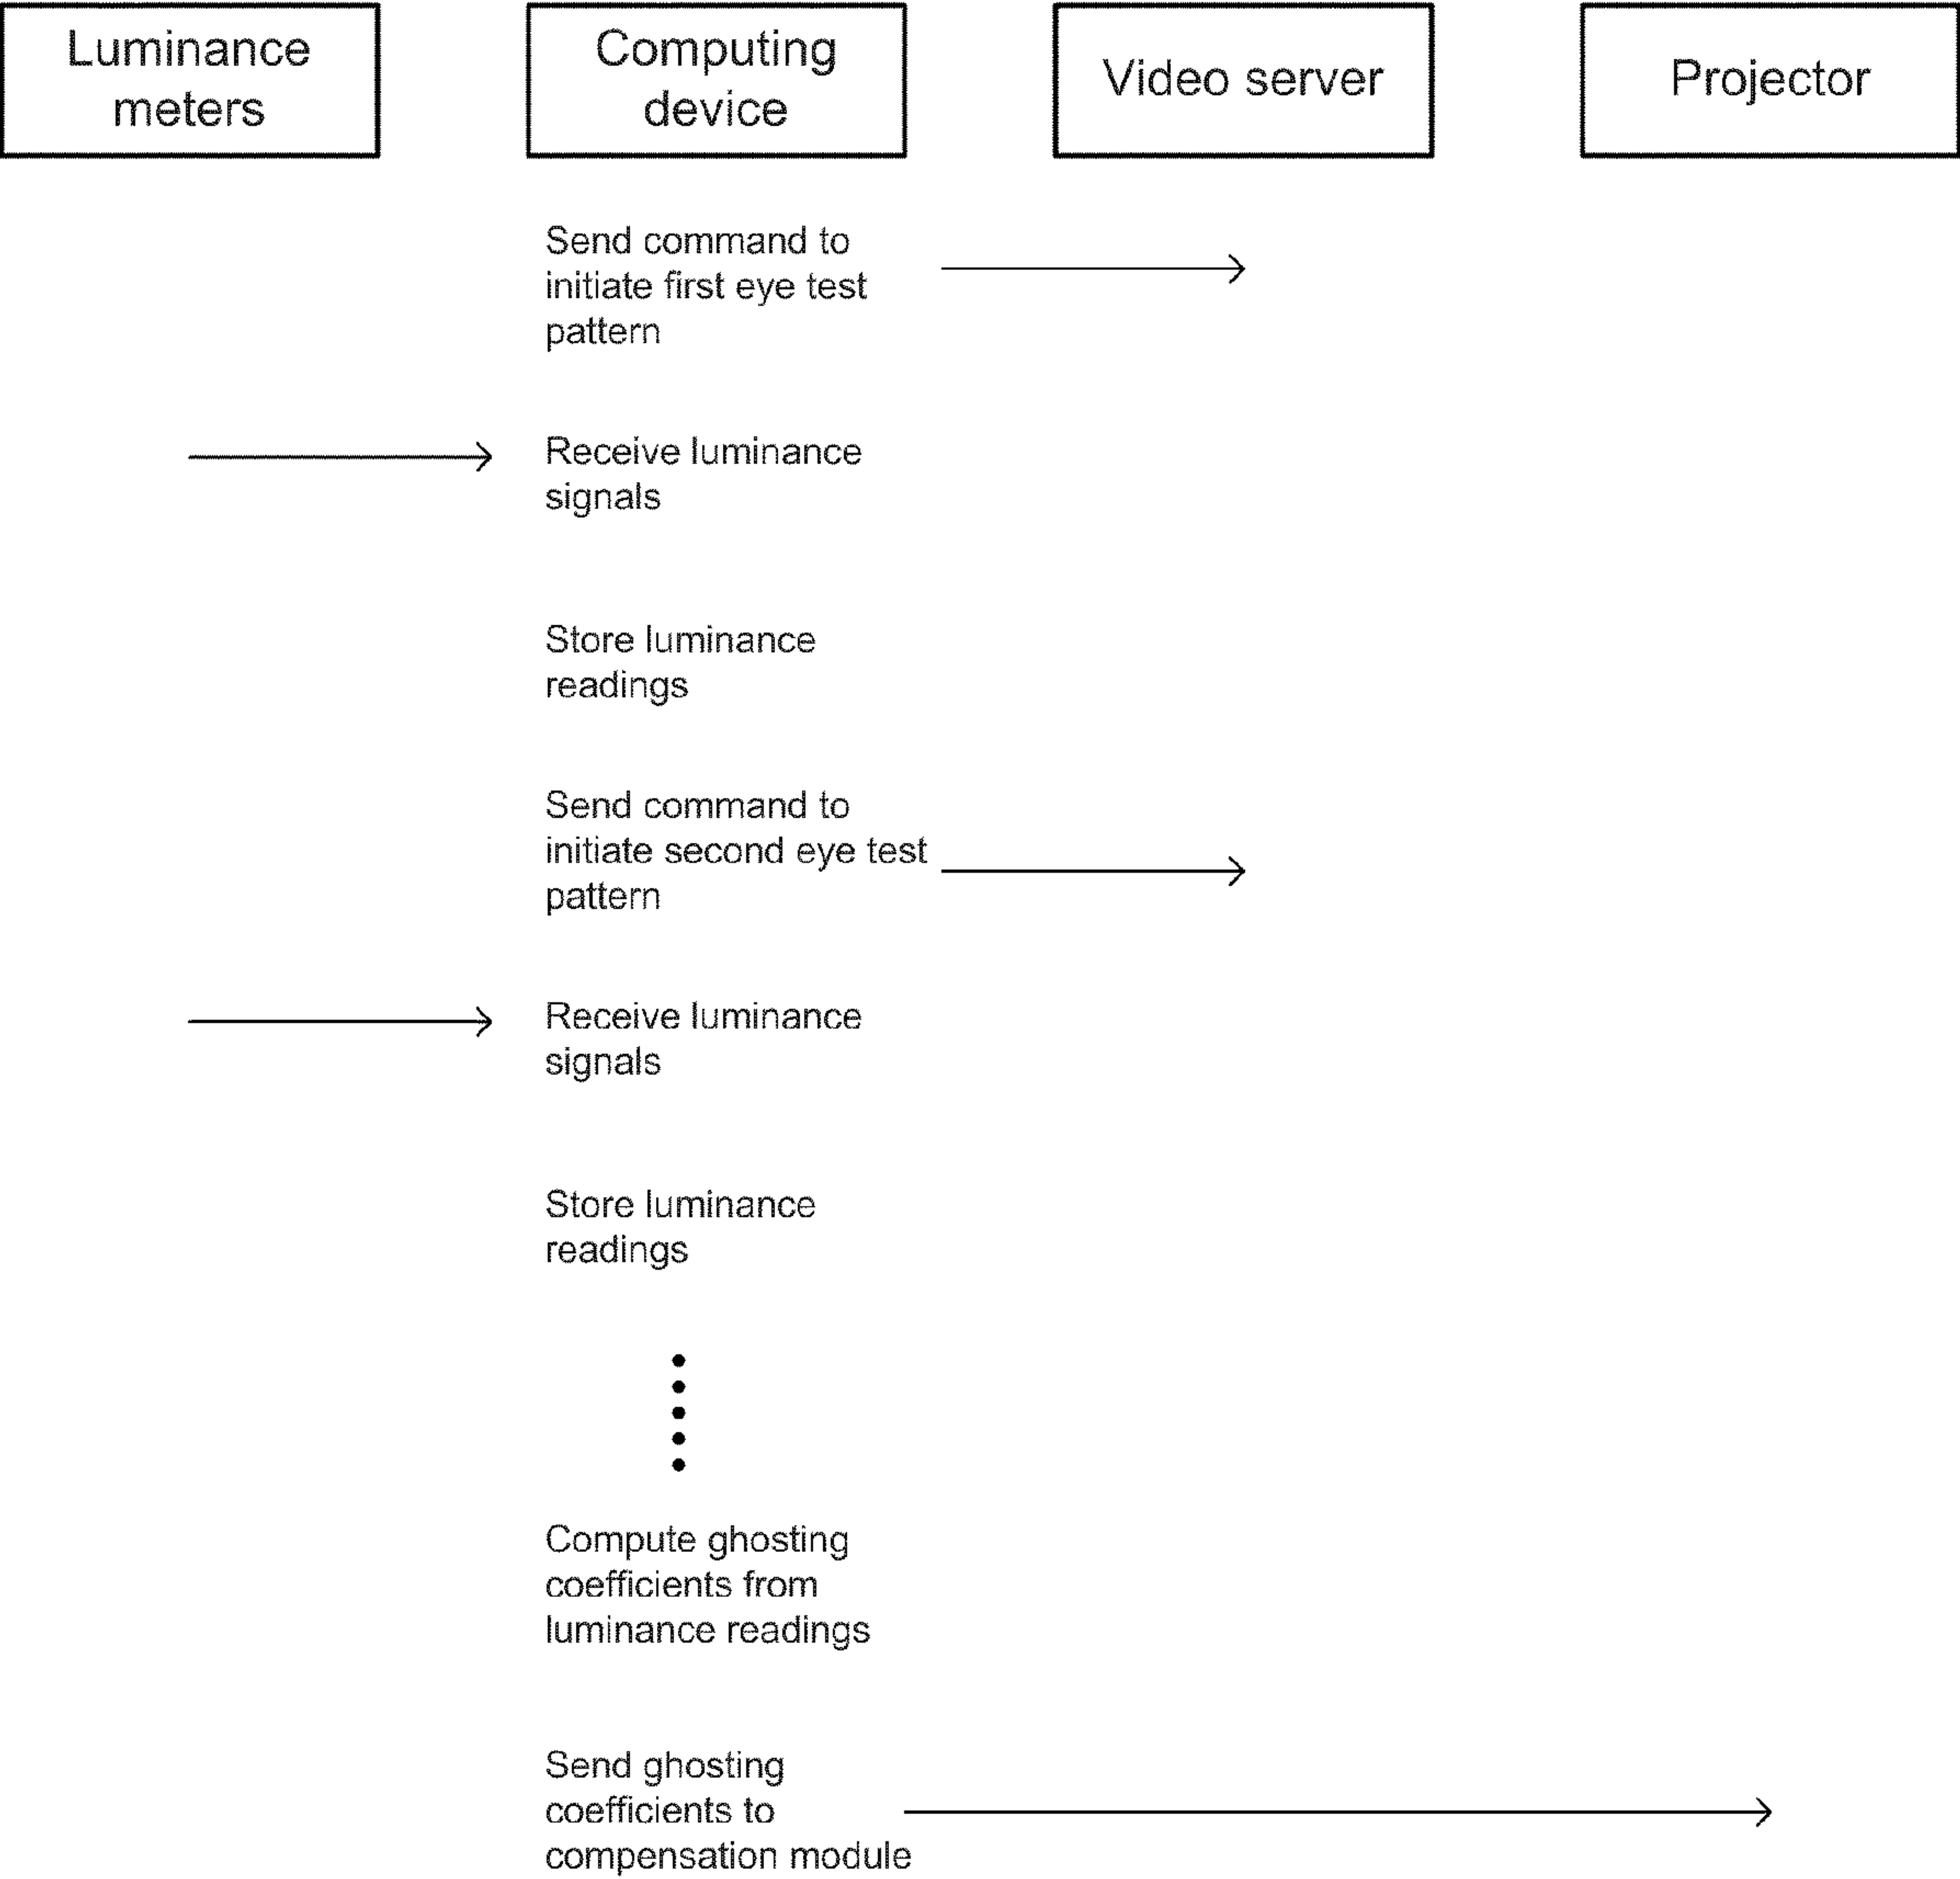 Luminance
meters
Computing
device
Video server
Projector
Send command to
initiate first eye test
pattern
Receive luminance
signals
Store luminance
readings
Send command to
initiate second eye test
pattern
Receive luminance
signals
Store luminance
readings
Compute ghosting
coefficients from
luminance readings
Send ghosting
coefficients to
compensation module